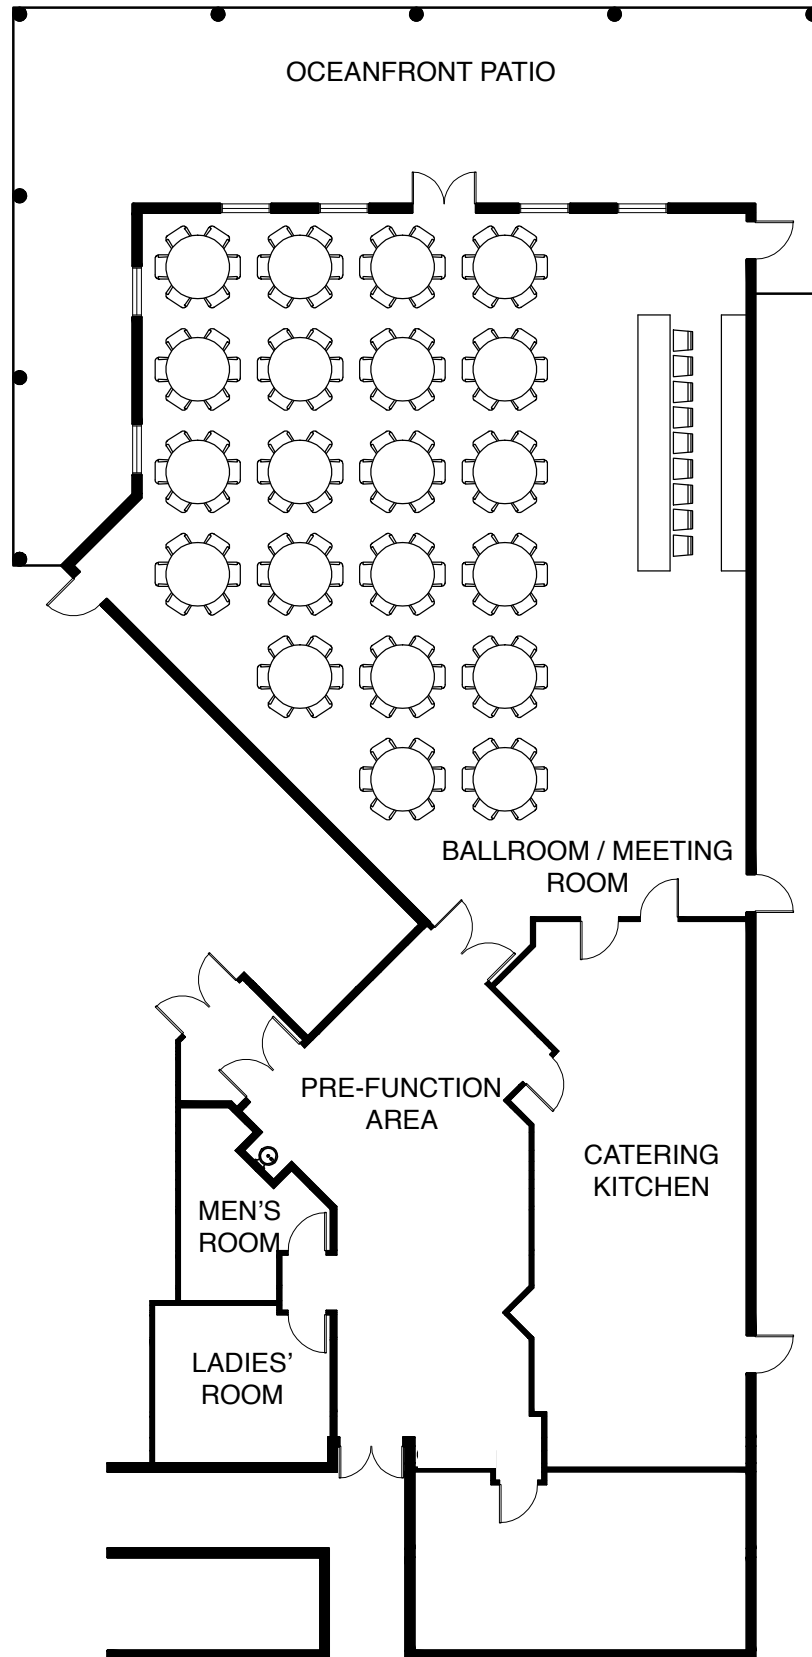 OCEANFRONT PATIO
BALLROOM / MEETING
ROOM
PRE-FUNCTION
AREA
CATERING
KITCHEN
MEN'S
ROOM
LADIES'
ROOM